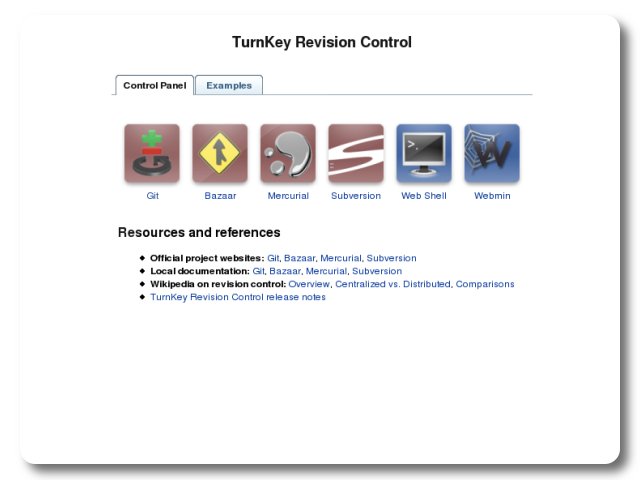 TurnKey Revision Control
Control Panel Examples
>_
Git Bazaar Mercurial Subversion Web Shell Webmin
Resources and references
Official project websites: Git, Bazaar, Mercurial, Subversion
Local documentation: Git, Bazaar, Mercurial, Subversion
Wikipedia on revision control: Overview, Centralized vs. Distributed, Comparisons
TurnKey Revision Control release notes